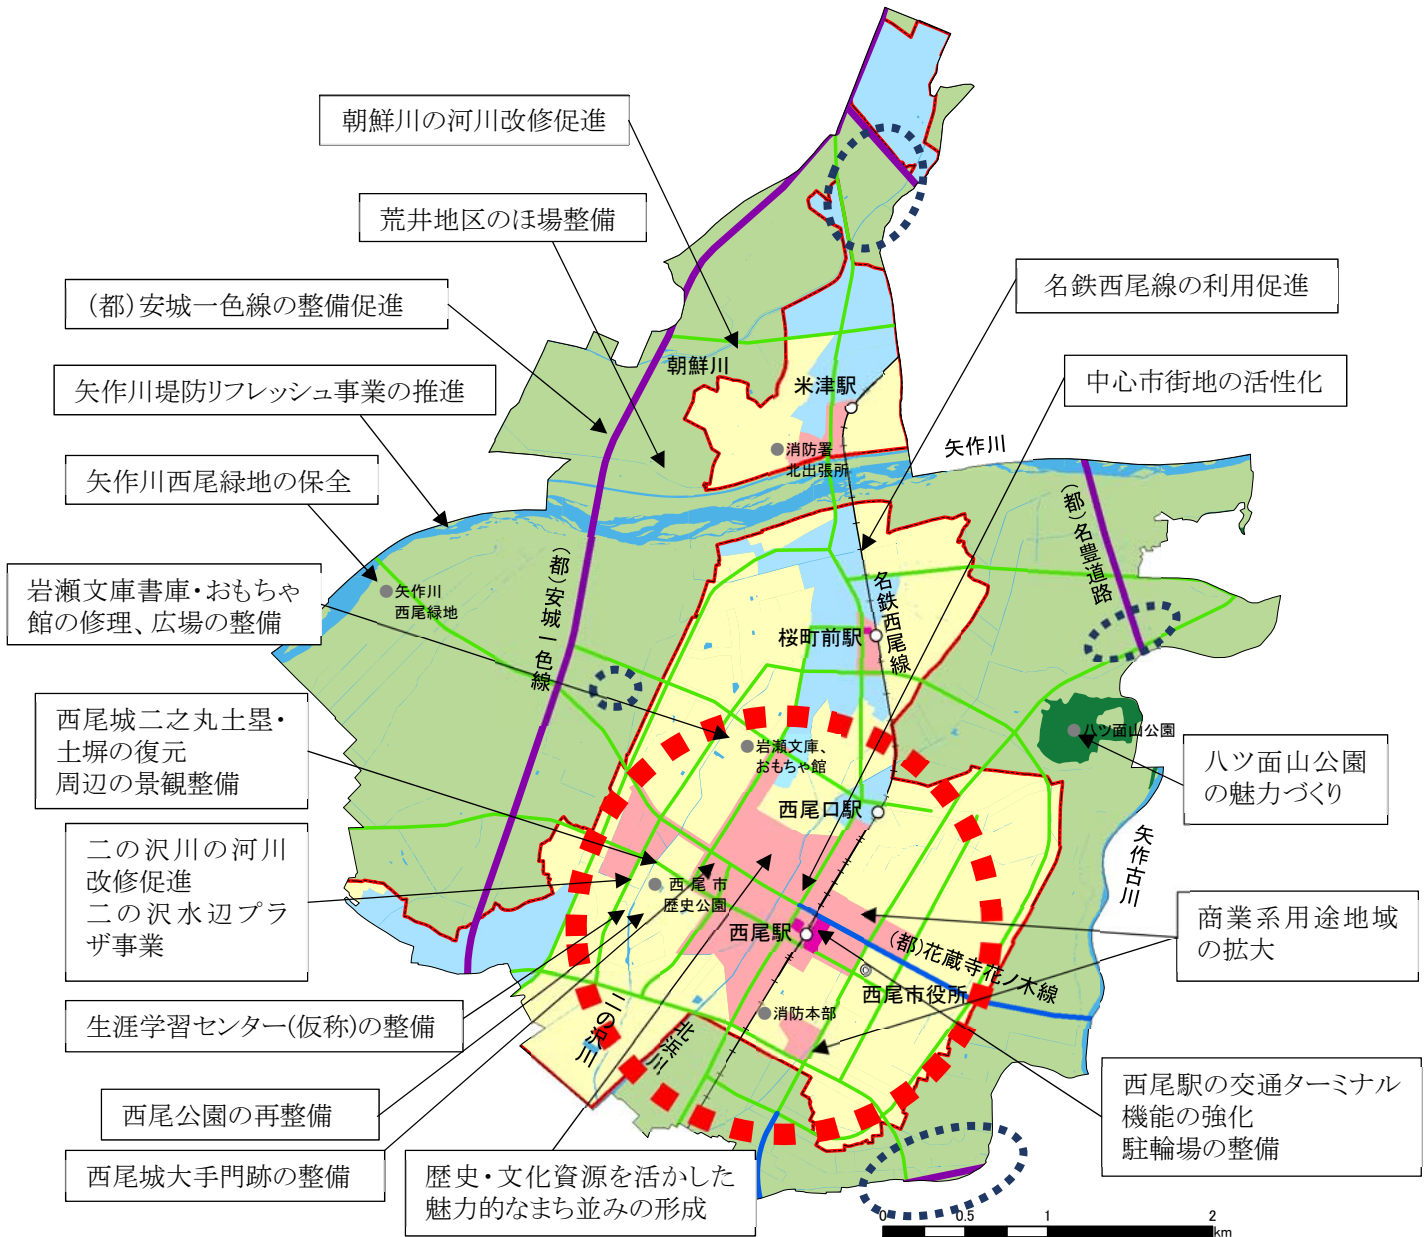 朝鮮川の河川改修促進
荒井地区のほ場整備
(都)安城一色線の整備促進
矢作川堤防リフレッシュ事業の推進
矢作川西尾緑地の保全
岩瀬文庫書庫・おもちゃ
館の修理、広場の整備
西尾城二之丸土塁・
土塀の復元
周辺の景観整備
二の沢川の河川
改修促進
二の沢水辺プラ
ザ事業
生涯学習センター(仮称)の整備
西尾公園の再整備
西尾城大手門跡の整備
歴史・文化資源を活かした
魅力的なまち並みの形成
名鉄西尾線の利用促進
中心市街地の活性化
八ツ面山公園
の魅力づくり
商業系用途地域
の拡大
西尾駅の交通ターミナル
機能の強化
駐輪場の整備
朝鮮川
米津駅
消防署
北出張所
矢作川
(都)名豊道路
矢作川
西尾緑地
(都)安城一色線
名鉄西尾線
桜町前駅
八ツ面山公園
岩瀬文庫、
おもちゃ館
西尾口駅
矢作古川
西尾市
歴史公園
西尾駅
(都)花蔵寺花ノ木線
西尾市役所
消防本部
二の沢川
北浜川
0 0.5 1 2
km